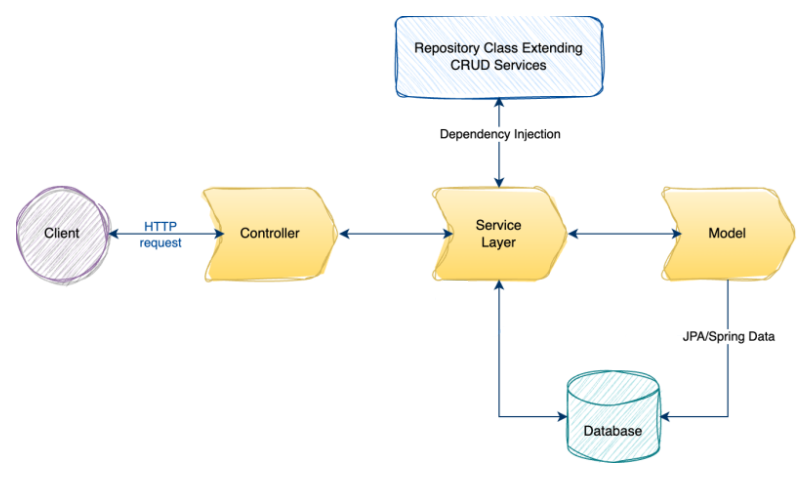 Repository Class Extending
CRUD Services
Dependency Injection
Client
HTTP
request
Controller
Service
Layer
Model
JPA/Spring Data
Database